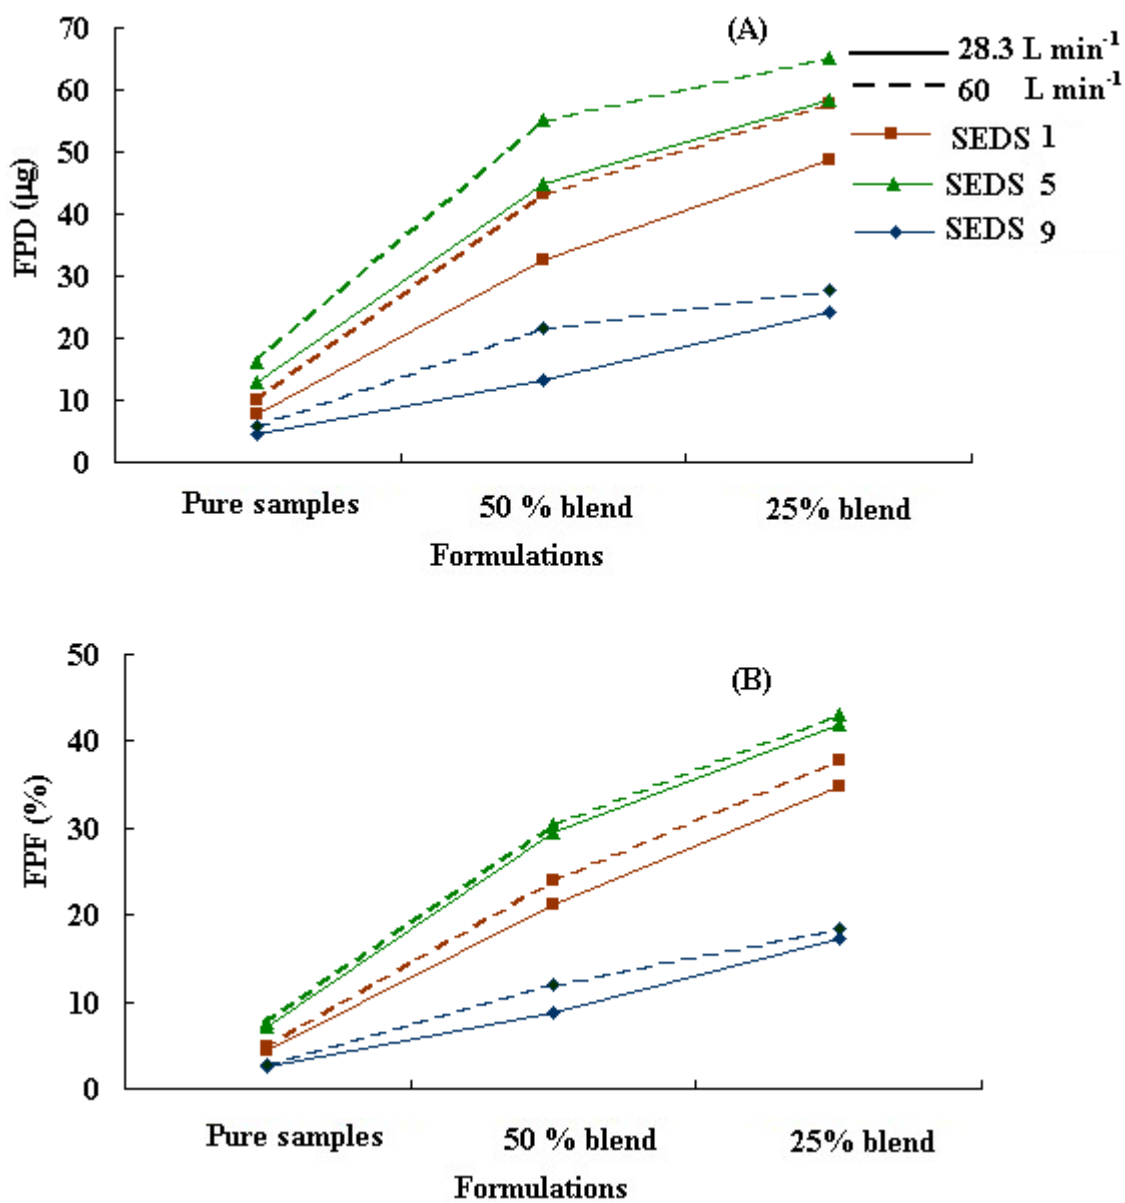 (A)
28.3 L min-1
60 L min-1
SEDS 1
SEDS 5
SEDS 9
FPD (µg)
70
60
50
40
30
20
10
0
Pure samples
50 % blend
25% blend
Formulations
(B)
FPF (%)
50
40
30
20
10
0
Pure samples
50 % blend
25% blend
Formulations